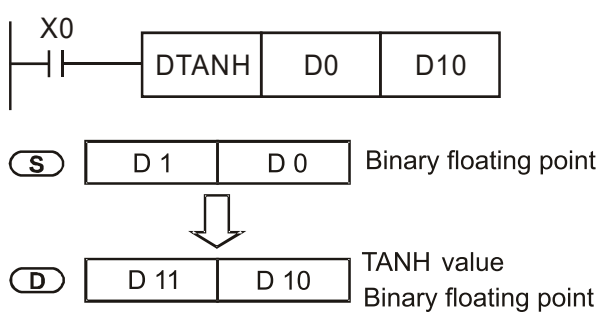 X0
DTANH D0 D10
S D 1 D 0 Binary floating point
D D 11 D 10 TANH value
Binary floating point